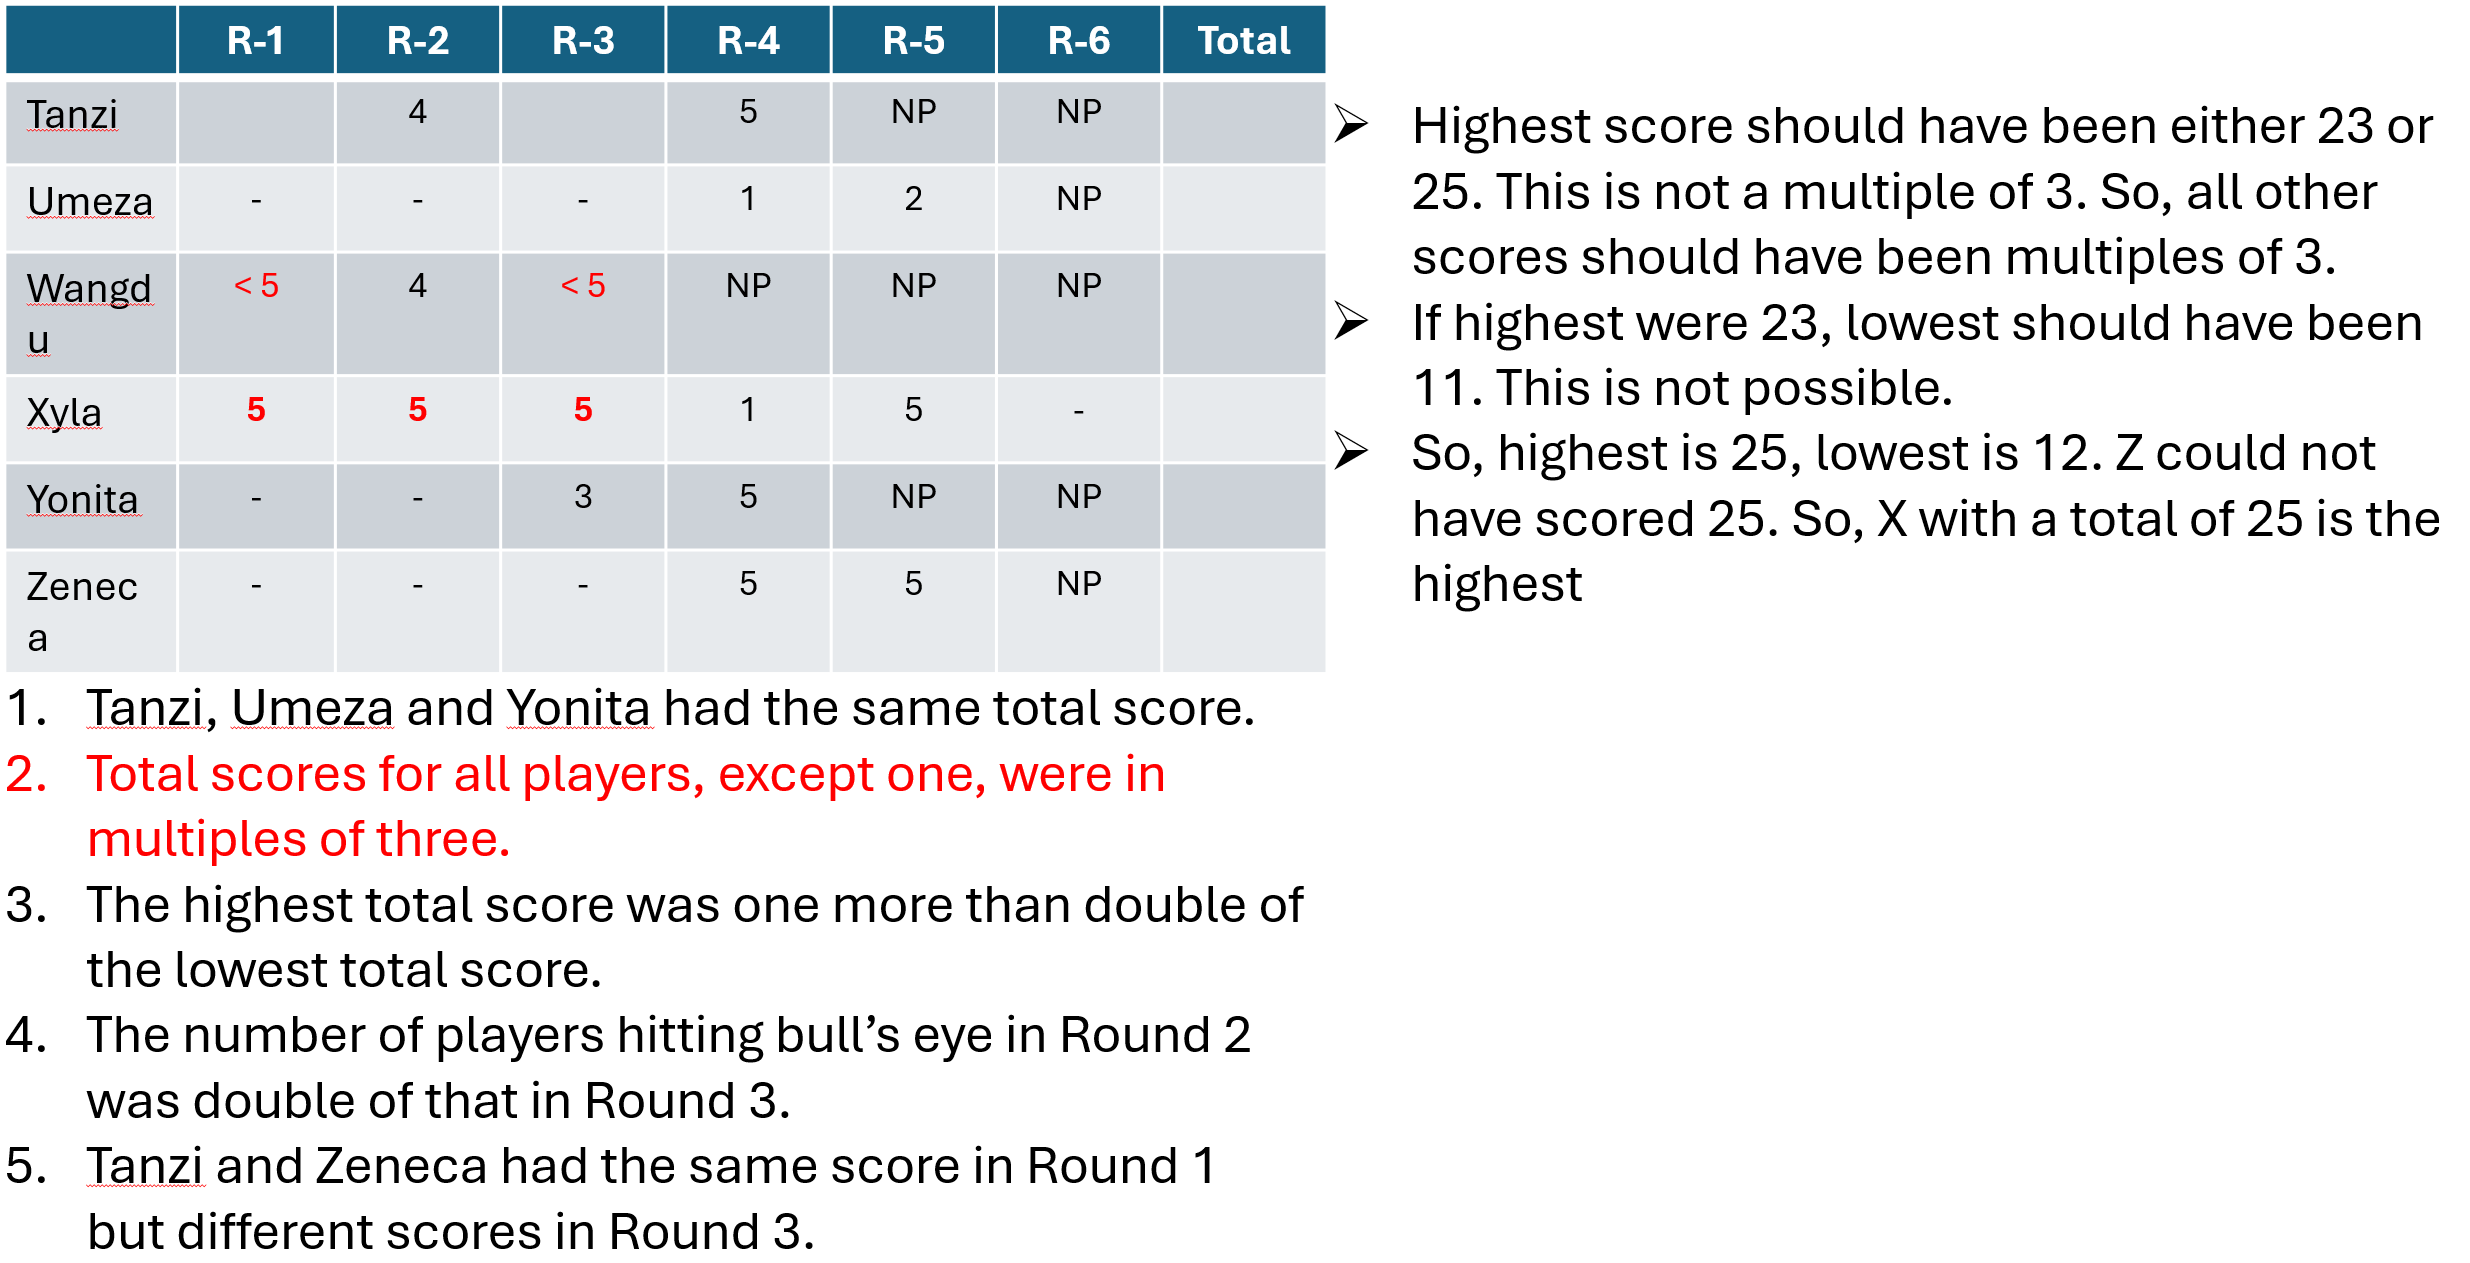 R-1 R-2 R-3 R-4 R-5 R-6 Total
Tanzi 4 5 NP NP
Umeza - - - 1 2 NP
Wangd
u < 5 4 < 5 NP NP NP
Xyla 5 5 5 1 5 -
Yonita - - 3 5 NP NP
Zenec
a - - - 5 5 NP
1. Tanzi, Umeza and Yonita had the same total score.
2. Total scores for all players, except one, were in
multiples of three.
3. The highest total score was one more than double of
the lowest total score.
4. The number of players hitting bull’s eye in Round 2
was double of that in Round 3.
5. Tanzi and Zeneca had the same score in Round 1
but different scores in Round 3.
➢ Highest score should have been either 23 or
25. This is not a multiple of 3. So, all other
scores should have been multiples of 3.
➢ If highest were 23, lowest should have been
11. This is not possible.
➢ So, highest is 25, lowest is 12. Z could not
have scored 25. So, X with a total of 25 is the
highest